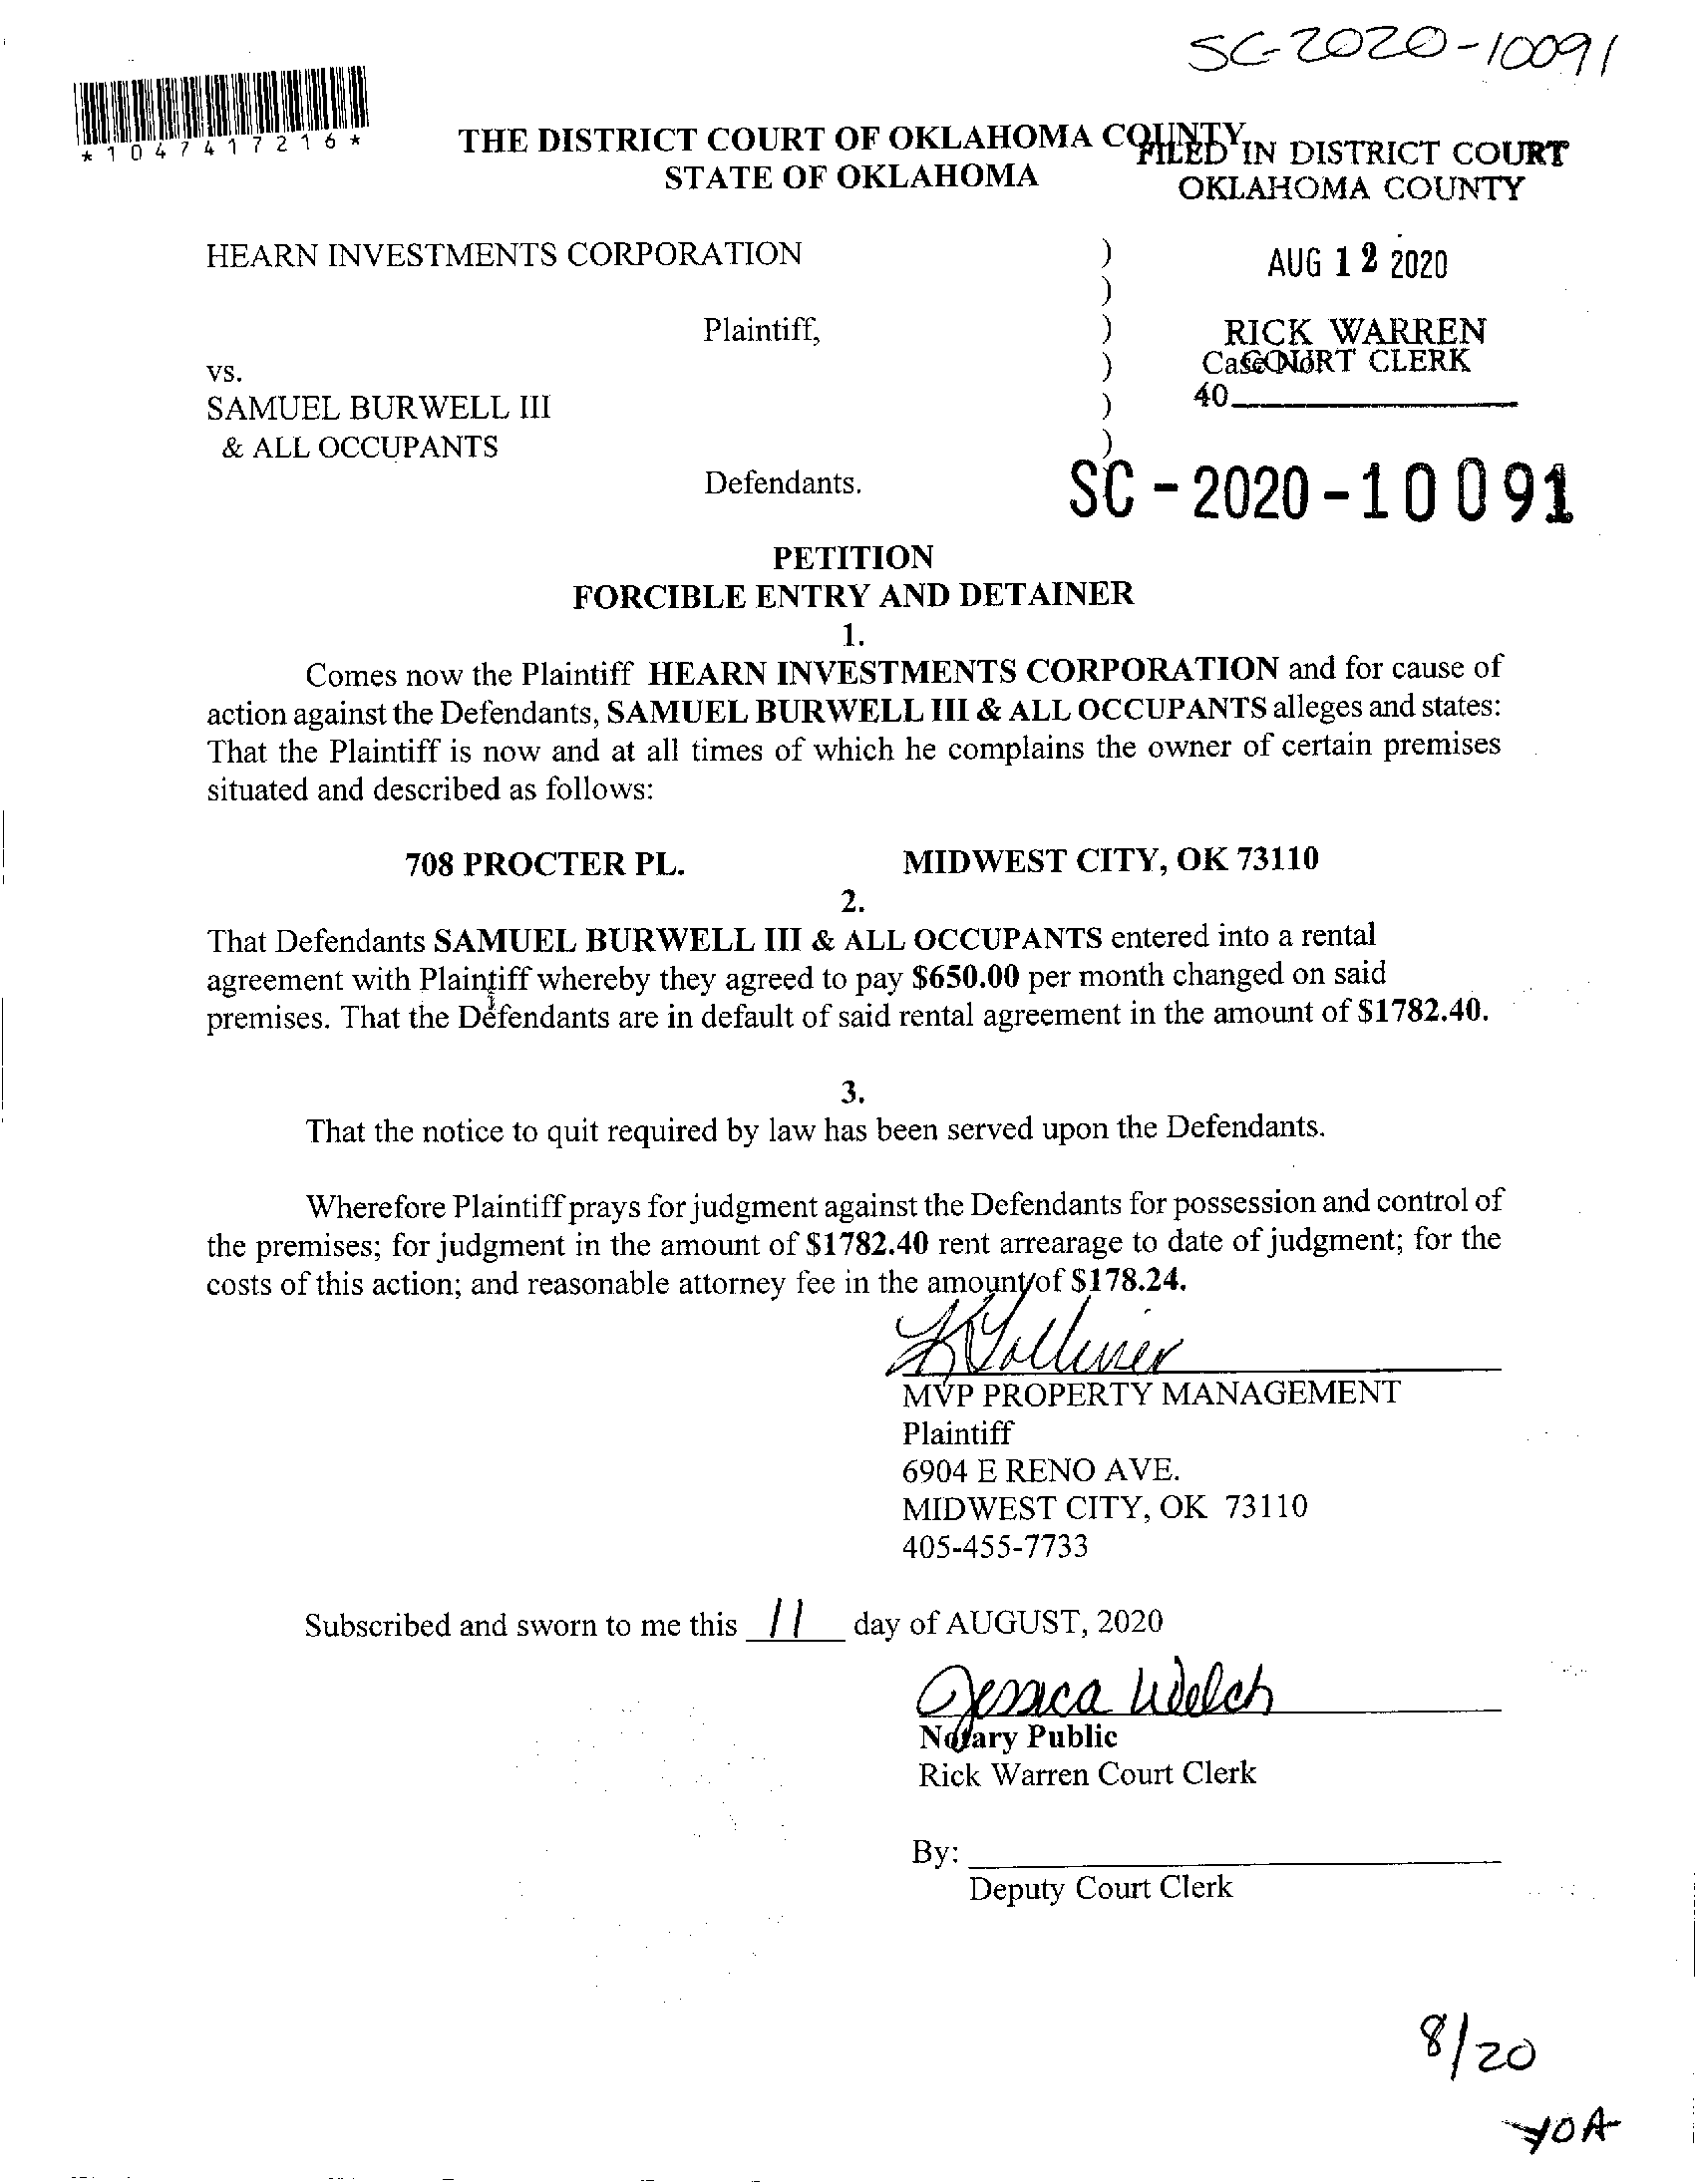 SC-2020-10091
*1047417216*
THE DISTRICT COURT OF OKLAHOMA COUNTY
STATE OF OKLAHOMA
FILED IN DISTRICT COURT
OKLAHOMA COUNTY
HEARN INVESTMENTS CORPORATION )
AUG 12 2020
)
Plaintiff, )
RICK WARREN
vs. ) Case No.
COURT CLERK
SAMUEL BURWELL III )
40
& ALL OCCUPANTS )
Defendants.
SC-2020-10091
PETITION
FORCIBLE ENTRY AND DETAINER
1.
Comes now the Plaintiff HEARN INVESTMENTS CORPORATION and for cause of
action against the Defendants, SAMUEL BURWELL III & ALL OCCUPANTS alleges and states:
That the Plaintiff is now and at all times of which he complains the owner of certain premises
situated and described as follows:
708 PROCTER PL. MIDWEST CITY, OK 73110
2.
That Defendants SAMUEL BURWELL III & ALL OCCUPANTS entered into a rental
agreement with Plaintiff whereby they agreed to pay $650.00 per month changed on said
premises. That the Defendants are in default of said rental agreement in the amount of $1782.40.
3.
That the notice to quit required by law has been served upon the Defendants.
Wherefore Plaintiff prays for judgment against the Defendants for possession and control of
the premises; for judgment in the amount of $1782.40 rent arrearage to date of judgment; for the
costs of this action; and reasonable attorney fee in the amount of $178.24.
MVP PROPERTY MANAGEMENT
Plaintiff
6904 E RENO AVE.
MIDWEST CITY, OK 73110
405-455-7733
Subscribed and sworn to me this 11 day of AUGUST, 2020
Jessica Welch
Notary Public
Rick Warren Court Clerk
By:
Deputy Court Clerk
8/20